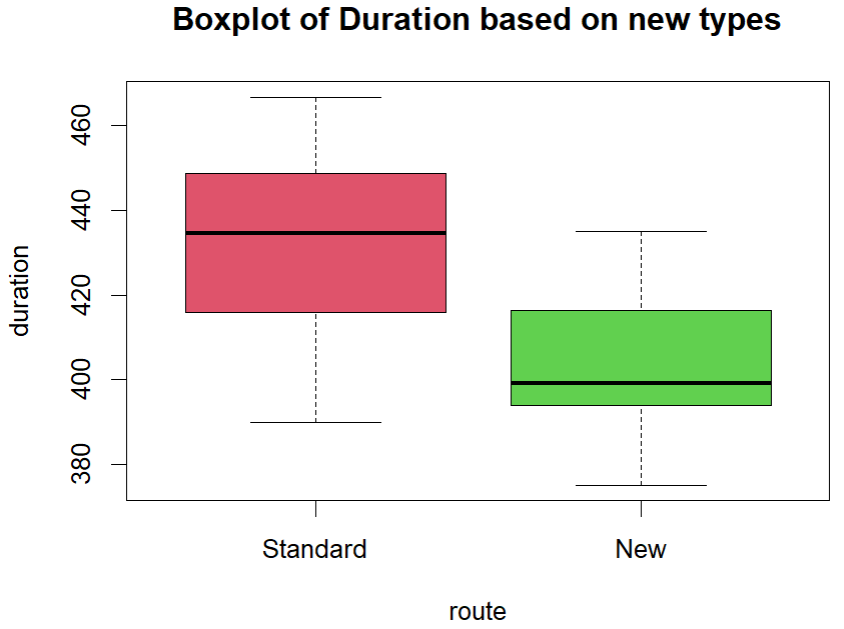 Boxplot of Duration based on new types
460
440
420
400
380
duration
Standard New
route